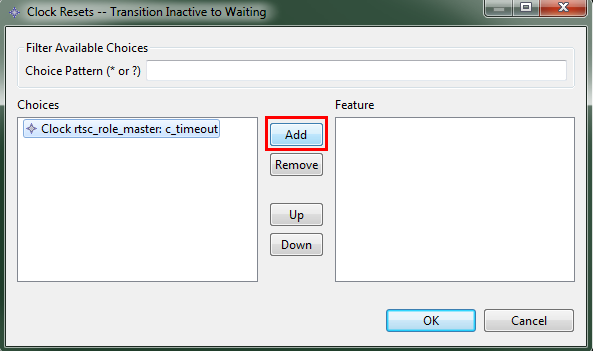 Clock Resets -- Transition Inactive to Waiting
Filter Available Choices
Choice Pattern (* or ?)
Choices
Feature
Clock rtsc_role_master: c_timeout
Add
Remove
Up
Down
OK
Cancel